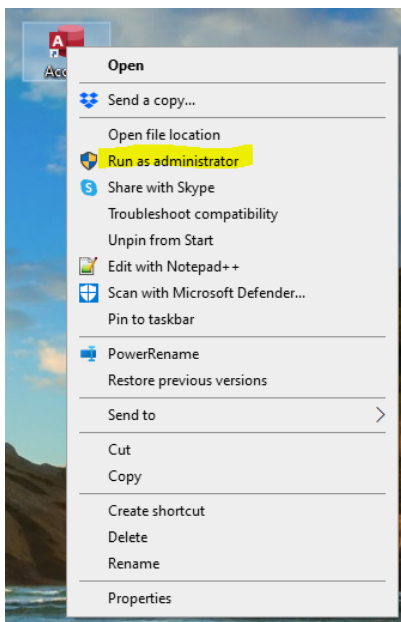 A
Open
Send a copy...
Open file location
Run as administrator
S
Share with Skype
Troubleshoot compatibility
Unpin from Start
Edit with Notepad++
Scan with Microsoft Defender...
Pin to taskbar
PowerRename
Restore previous versions
Send to
Cut
Copy
Create shortcut
Delete
Rename
Properties